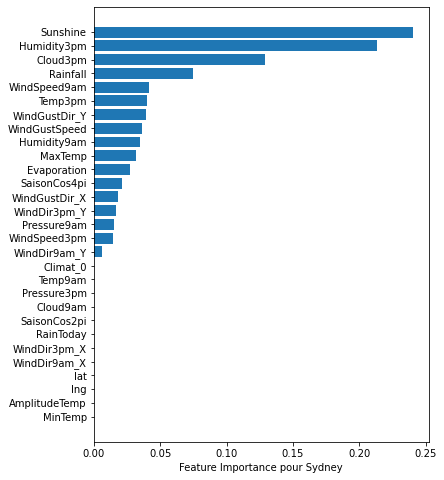 Sunshine
Humidity3pm
Cloud3pm
Rainfall
WindSpeed9am
Temp3pm
WindGustDir_Y
WindGustSpeed
Humidity9am
MaxTemp
Evaporation
SaisonCos4pi
WindGustDir_X
WindDir3pm_Y
Pressure9am
WindSpeed3pm
WindDir9am_Y
Climat_0
Temp9am
Pressure3pm
Cloud9am
SaisonCos2pi
RainToday
WindDir3pm_X
WindDir9am_X
lat
lng
AmplitudeTemp
MinTemp
0.00 0.05 0.10 0.15 0.20 0.25
Feature Importance pour Sydney